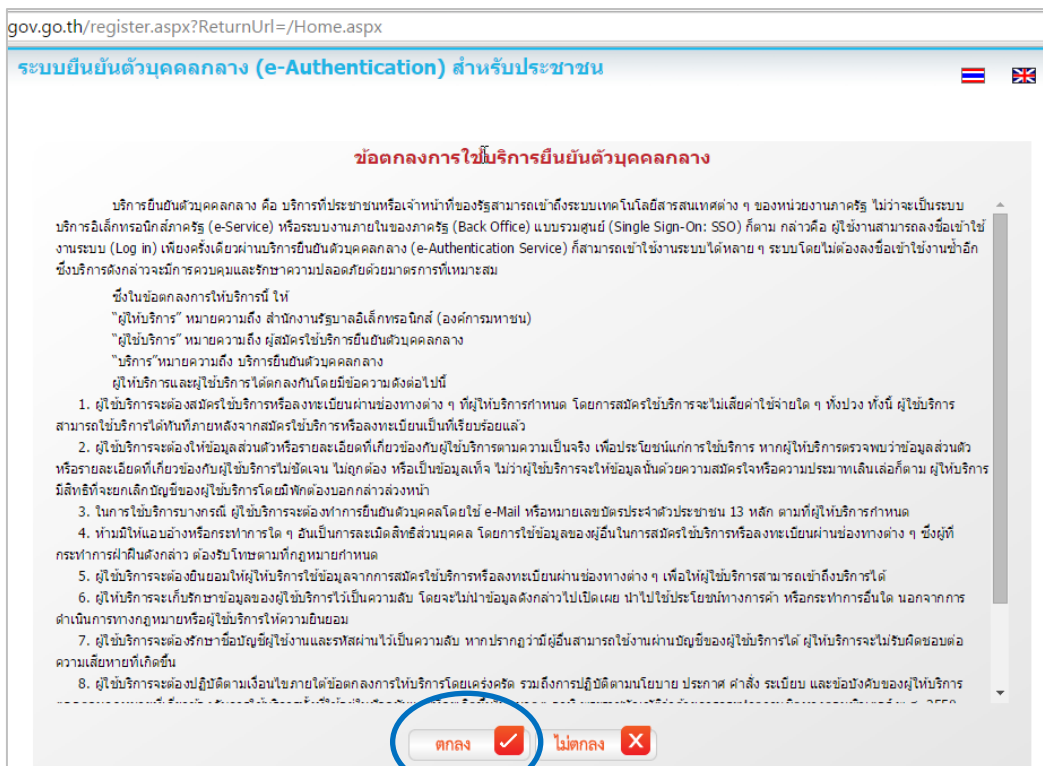 gov.go.th/register.aspx?ReturnUrl=/Home.aspx
ระบบยืนยันตัวบุคคลกลาง (e-Authentication) สำหรับประชาชน
ข้อตกลงการใช้บริการยืนยันตัวบุคคลกลาง
บริการยืนยันตัวบุคคลกลาง คือ บริการที่ประชาชนหรือเจ้าหน้าที่ของรัฐสามารถเข้าถึงระบบเทคโนโลยีสารสนเทศต่าง ๆ ของหน่วยงานภาครัฐ ไม่ว่าจะเป็นระบบ
บริการอิเล็กทรอนิกส์ภาครัฐ (e-Service) หรือระบบงานภายในของภาครัฐ (Back Office) แบบรวมศูนย์ (Single Sign-On: SSO) ก็ตาม กล่าวคือ ผู้ใช้งานสามารถลงชื่อเข้าใช้
งานระบบ (Log in) เพียงครั้งเดียวผ่านบริการยืนยันตัวบุคคลกลาง (e-Authentication Service) ก็สามารถเข้าใช้งานระบบได้หลาย ๆ ระบบโดยไม่ต้องลงชื่อเข้าใช้งานซ้ำอีก
ซึ่งบริการดังกล่าวจะมีการควบคุมและรักษาความปลอดภัยด้วยมาตรการที่เหมาะสม
ซึ่งในข้อตกลงการให้บริการนี้ ให้
"ผู้ให้บริการ" หมายความถึง สำนักงานรัฐบาลอิเล็กทรอนิกส์ (องค์การมหาชน)
"ผู้ใช้บริการ" หมายความถึง ผู้สมัครใช้บริการยืนยันตัวบุคคลกลาง
"บริการ"หมายความถึง บริการยืนยันตัวบุคคลกลาง
ผู้ให้บริการและผู้ใช้บริการได้ตกลงกันโดยมีข้อความดังต่อไปนี้
1. ผู้ใช้บริการจะต้องสมัครใช้บริการหรือลงทะเบียนผ่านช่องทางต่าง ๆ ที่ผู้ให้บริการกำหนด โดยการสมัครใช้บริการจะไม่เสียค่าใช้จ่ายใด ๆ ทั้งปวง ทั้งนี้ ผู้ใช้บริการ
สามารถใช้บริการได้ทันทีภายหลังจากสมัครใช้บริการหรือลงทะเบียนเป็นที่เรียบร้อยแล้ว
2. ผู้ใช้บริการจะต้องให้ข้อมูลส่วนตัวหรือรายละเอียดที่เกี่ยวข้องกับผู้ใช้บริการตามความเป็นจริง เพื่อประโยชน์แก่การใช้บริการ หากผู้ให้บริการตรวจพบว่าข้อมูลส่วนตัว
หรือรายละเอียดที่เกี่ยวข้องกับผู้ใช้บริการไม่ชัดเจน ไม่ถูกต้อง หรือเป็นข้อมูลเท็จ ไม่ว่าผู้ใช้บริการจะให้ข้อมูลนั้นด้วยความสมัครใจหรือความประมาทเลินเล่อก็ตาม ผู้ให้บริการ
มีสิทธิที่จะยกเลิกบัญชีของผู้ใช้บริการโดยมิพักต้องบอกกล่าวล่วงหน้า
3. ในการใช้บริการบางกรณี ผู้ใช้บริการจะต้องทำการยืนยันตัวบุคคลโดยใช้ e-Mail หรือหมายเลขบัตรประจำตัวประชาชน 13 หลัก ตามที่ผู้ให้บริการกำหนด
4. ห้ามมิให้แอบอ้างหรือกระทำการใด ๆ อันเป็นการละเมิดสิทธิส่วนบุคคล โดยการใช้ข้อมูลของผู้อื่นในการสมัครใช้บริการหรือลงทะเบียนผ่านช่องทางต่าง ๆ ซึ่งผู้ที่
กระทำการฝ่าฝืนดังกล่าว ต้องรับโทษตามที่กฎหมายกำหนด
5. ผู้ใช้บริการจะต้องยินยอมให้ผู้ให้บริการใช้ข้อมูลจากการสมัครใช้บริการหรือลงทะเบียนผ่านช่องทางต่าง ๆ เพื่อให้ผู้ใช้บริการสามารถเข้าถึงบริการได้
6. ผู้ให้บริการจะเก็บรักษาข้อมูลของผู้ใช้บริการไว้เป็นความลับ โดยจะไม่นำข้อมูลดังกล่าวไปเปิดเผย นำไปใช้ประโยชน์ทางการค้า หรือกระทำการอื่นใด นอกจากการ
ดำเนินการทางกฎหมายหรือผู้ใช้บริการให้ความยินยอม
7. ผู้ใช้บริการจะต้องรักษาชื่อบัญชีผู้ใช้งานและรหัสผ่านไว้เป็นความลับ หากปรากฏว่ามีผู้อื่นสามารถใช้งานผ่านบัญชีของผู้ใช้บริการได้ ผู้ให้บริการจะไม่รับผิดชอบต่อ
ความเสียหายที่เกิดขึ้น
8. ผู้ใช้บริการจะต้องปฏิบัติตามเงื่อนไขภายใต้ข้อตกลงการให้บริการโดยเคร่งครัด รวมถึงการปฏิบัติตามนโยบาย ประกาศ คำสั่ง ระเบียบ และข้อบังคับของผู้ให้บริการ
ตกลง
ไม่ตกลง